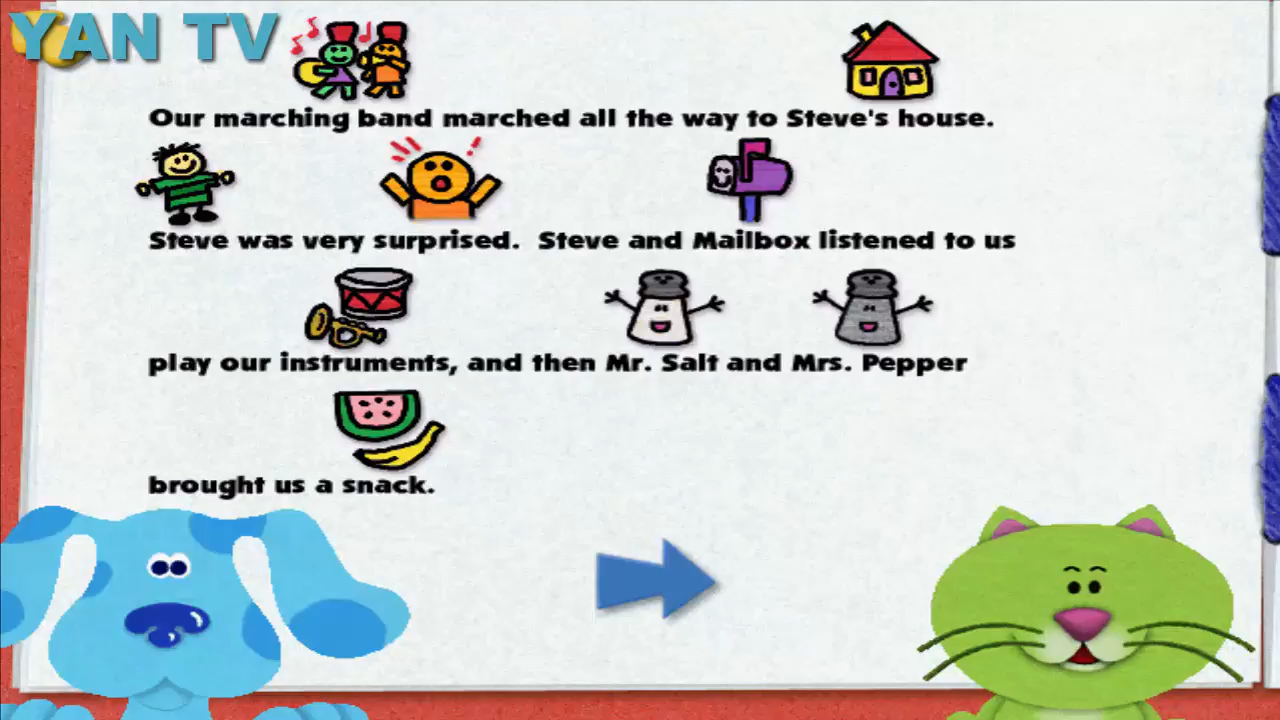 YAN TV
Our marching band marched all the way to Steve's house.
Steve was very surprised. Steve and Mailbox listened to us
play our instruments, and then Mr. Salt and Mrs. Pepper
brought us a snack.